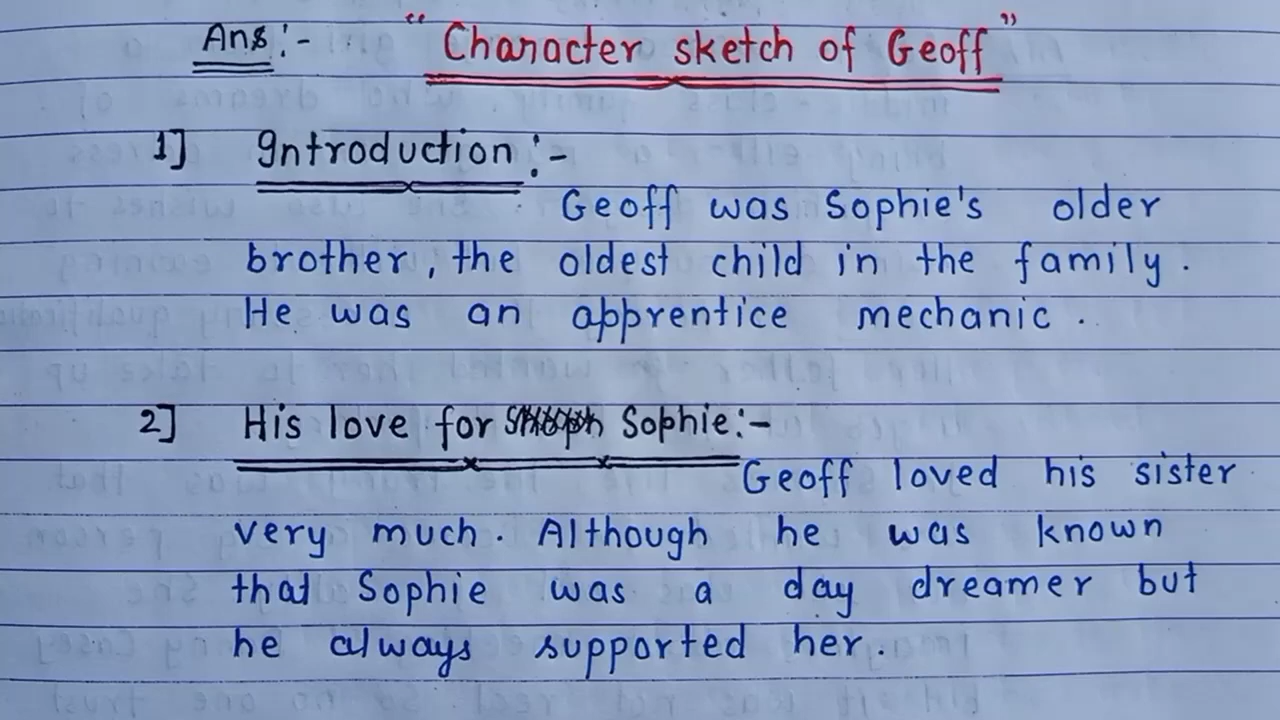 Ans:- "Character sketch of Geoff"
1] Introduction:-
Geoff was Sophie's older
brother, the oldest child in the family.
He was an apprentice mechanic.
2] His love for Sophie:-
Geoff loved his sister
very much. Although he was known
that Sophie was a day dreamer but
he always supported her.